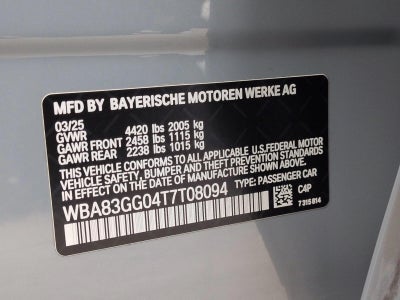 MFD BY BAYERISCHE MOTOREN WERKE AG
03/25
GVWR 4420 lbs 2005 kg
GAWR FRONT 2458 lbs 1115 kg
GAWR REAR 2238 lbs 1015 kg
THIS VEHICLE CONFORMS TO ALL APPLICABLE U.S.FEDERAL MOTOR
VEHICLE SAFETY, BUMPER AND THEFT PREVENTION STANDARDS IN
EFFECT ON THE DATE OF MANUFACTURE SHOWN ABOVE.
WBA83GG04T7T08094 TYPE: PASSENGER CAR
C4P
7315814